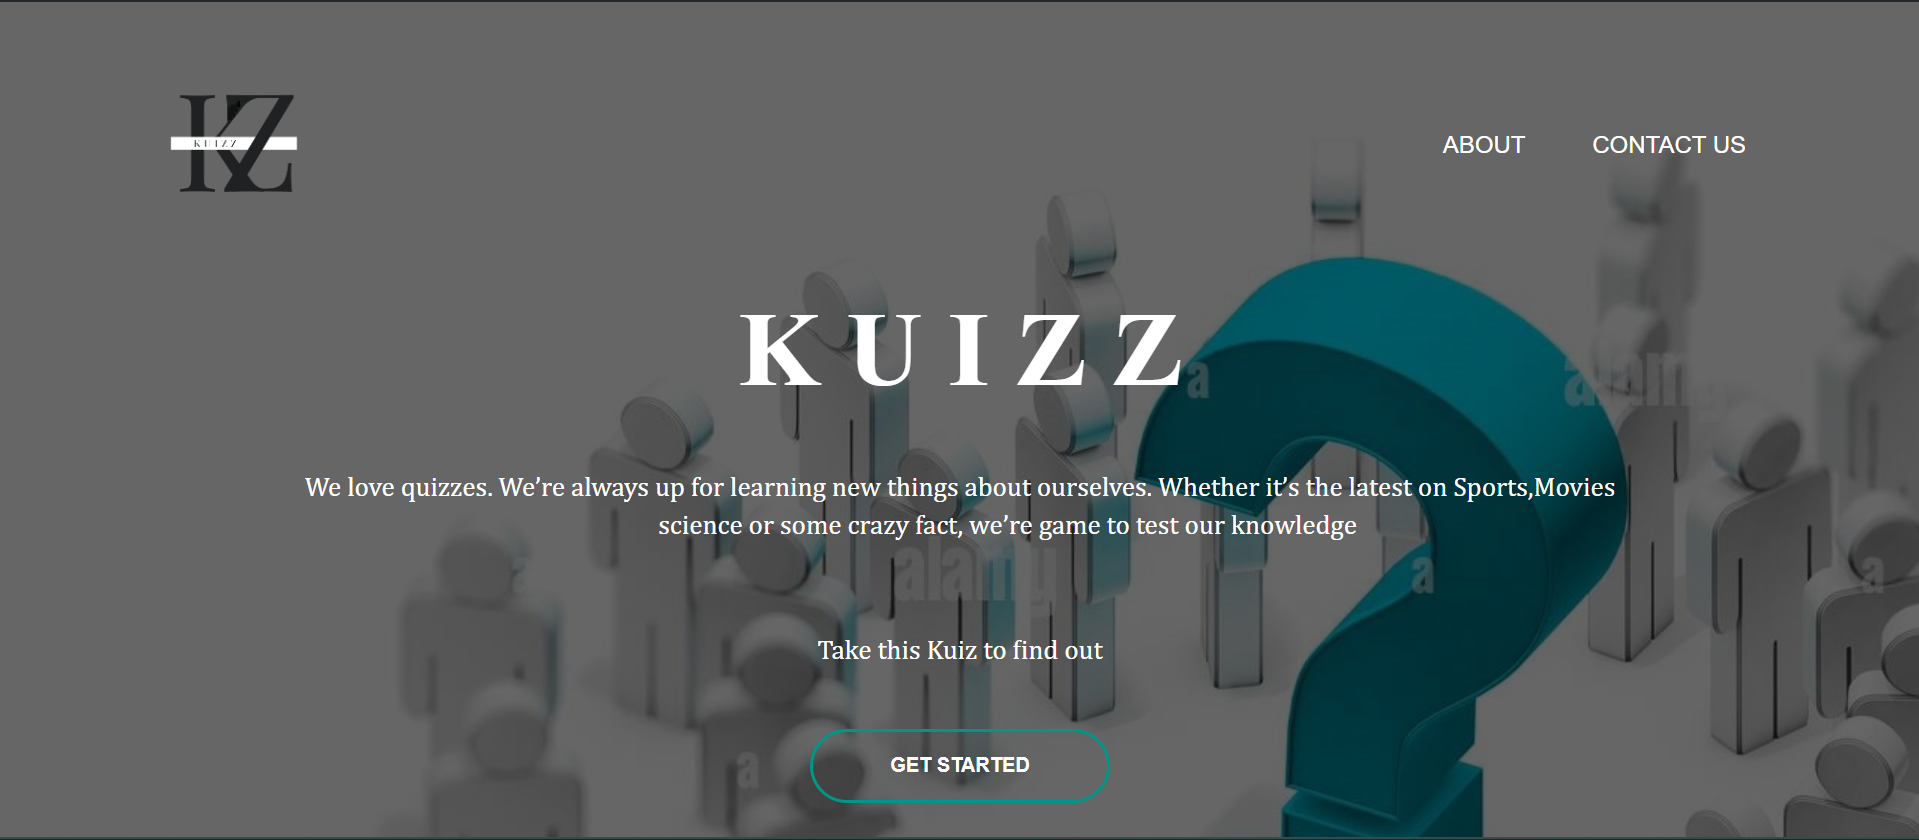 KZ
KUIZZ
ABOUT
CONTACT US
KUIZZ
a
alamy
We love quizzes. We’re always up for learning new things about ourselves. Whether it’s the latest on Sports,Movies
science or some crazy fact, we’re game to test our knowledge
a
alamy
a
a
Take this Kuiz to find out
a
GET STARTED